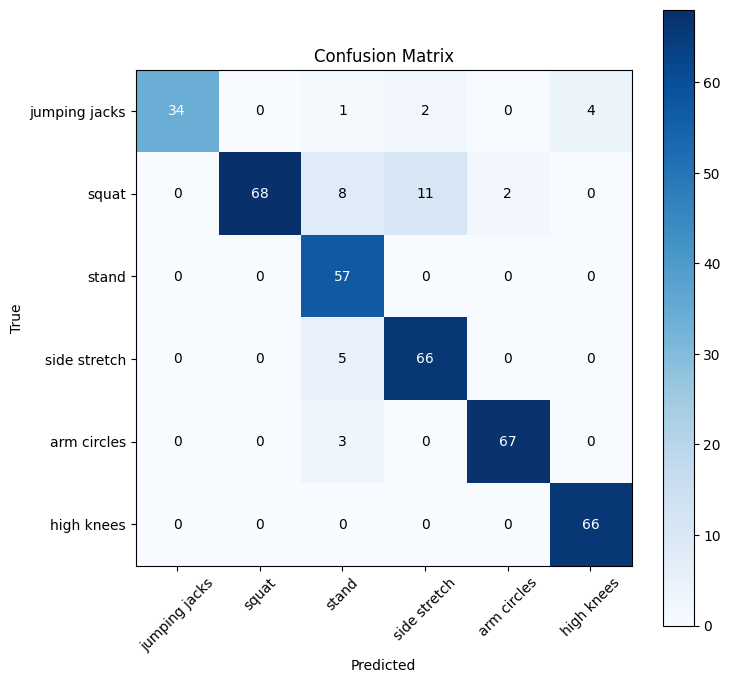 Confusion Matrix
jumping jacks 34 0 1 2 0 4
squat 0 68 8 11 2 0
stand 0 0 57 0 0 0
side stretch 0 0 5 66 0 0
arm circles 0 0 3 0 67 0
high knees 0 0 0 0 0 66
True
jumping jacks squat stand side stretch arm circles high knees
Predicted
60
50
40
30
20
10
0